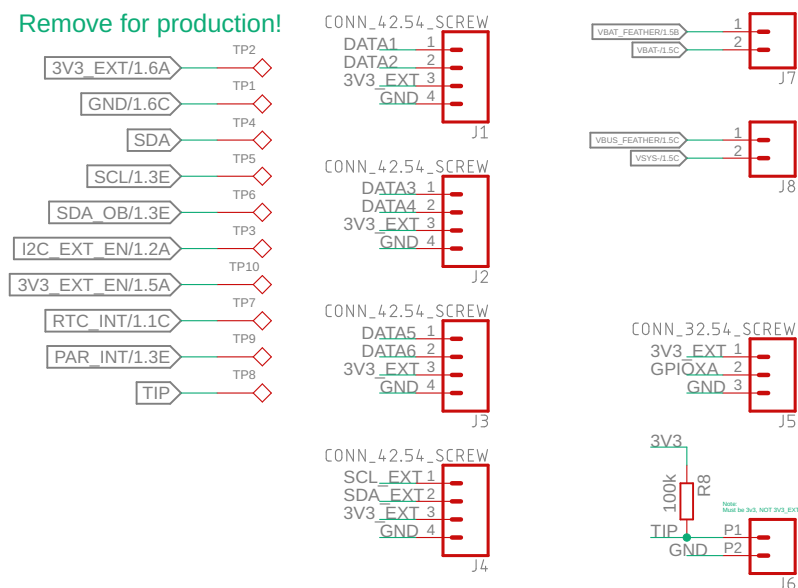 Remove for production!
TP2
3V3_EXT/1.6A
TP1
GND/1.6C
TP4
SDA
TP5
SCL/1.3E
TP6
SDA_OB/1.3E
TP3
I2C_EXT_EN/1.2A
TP10
3V3_EXT_EN/1.5A
TP7
RTC_INT/1.1C
TP9
PAR_INT/1.3E
TP8
TIP
CONN_42.54_SCREW
DATA1 1
DATA2 2
3V3_EXT 3
GND 4
J1
CONN_42.54_SCREW
DATA3 1
DATA4 2
3V3_EXT 3
GND 4
J2
CONN_42.54_SCREW
DATA5 1
DATA6 2
3V3_EXT 3
GND 4
J3
CONN_42.54_SCREW
SCL_EXT 1
SDA_EXT 2
3V3_EXT 3
GND 4
J4
VBAT_FEATHER/1.5B 1
VBAT-/1.5C 2
J7
VBUS_FEATHER/1.5C 1
VSYS-/1.5C 2
J8
CONN_32.54_SCREW
3V3_EXT 1
GPIOXA 2
GND 3
J5
3V3
100k
R8
Note:
Must be 3v3, NOT 3V3_EXT
TIP P1
GND P2
J6